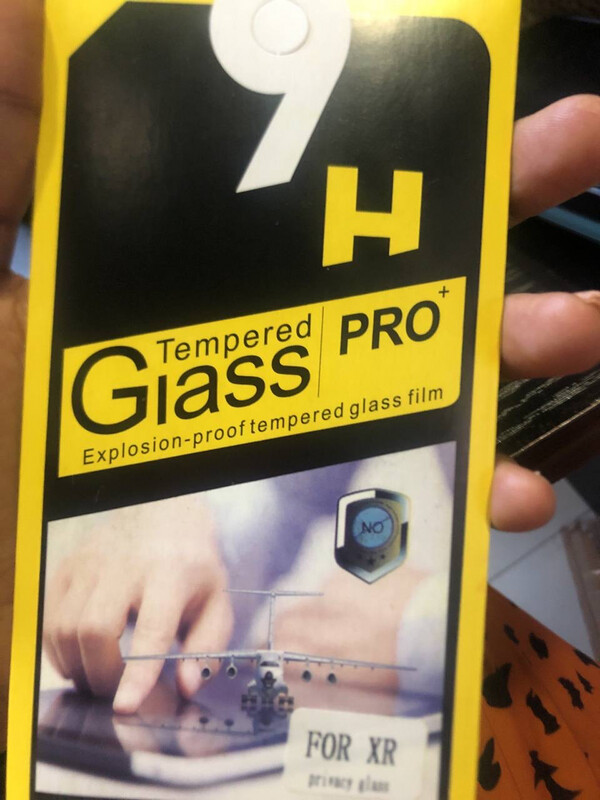 9
H
Tempered
Glass PRO+
Explosion-proof tempered glass film
NO
FOR XR
privacy glass